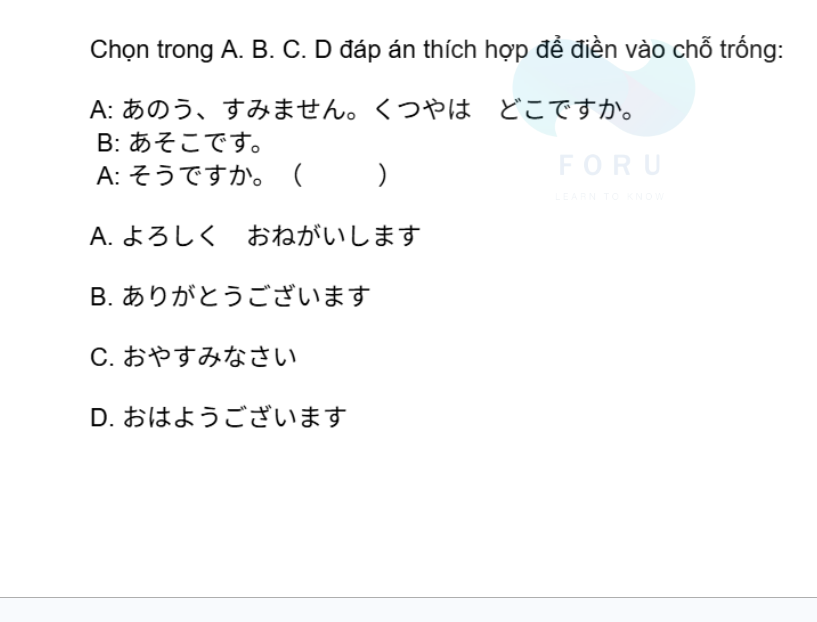 Chọn trong A. B. C. D đáp án thích hợp để điền vào chỗ trống:
A: あのう、すみません。くつやは　どこですか。
B: あそこです。
FORU
A: そうですか。（　　　）
LEARN TO KNOW
A. よろしく　おねがいします
B. ありがとうございます
C. おやすみなさい
D. おはようございます